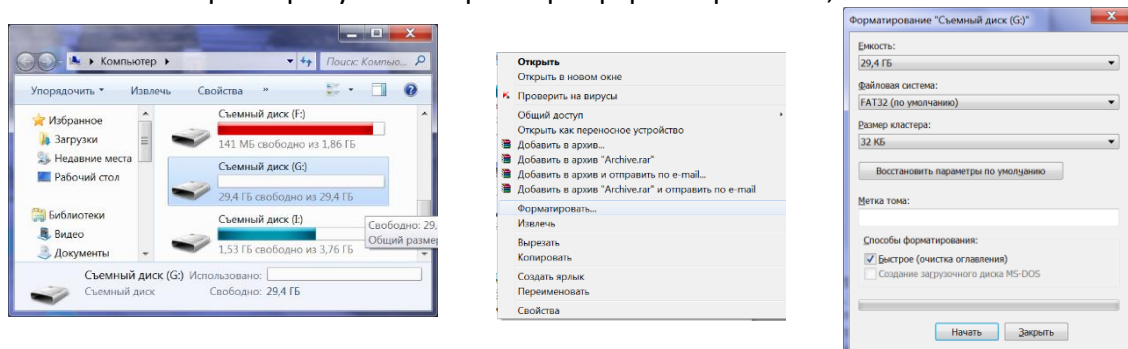 Компьютер
Поиск: Компью...
Упорядочить
Извлечь
Свойства
»
Избранное
Загрузки
Недавние места
Рабочий стол
Библиотеки
Видео
Документы
Съемный диск (F:)
141 МБ свободно из 1,86 ГБ
Съемный диск (G:)
29,4 ГБ свободно из 29,4 ГБ
Съемный диск (I:)
1,53 ГБ свободно из 3,76 ГБ
Свободно: 29,
Общий размер
Съемный диск (G:) Использовано:
Съемный диск Свободно: 29,4 ГБ
Открыть
Открыть в новом окне
Проверить на вирусы
Общий доступ
Открыть как переносное устройство
Добавить в архив...
Добавить в архив "Archive.rar"
Добавить в архив и отправить по e-mail...
Добавить в архив "Archive.rar" и отправить по e-mail
Форматировать...
Извлечь
Вырезать
Копировать
Создать ярлык
Переименовать
Свойства
Форматирование "Съемный диск (G:)"
Емкость:
29,4 ГБ
Файловая система:
FAT32 (по умолчанию)
Размер кластера:
32 КБ
Восстановить параметры по умолчанию
Метка тома:
Способы форматирования:
Быстрое (очистка оглавления)
Создание загрузочного диска MS-DOS
Начать
Закрыть